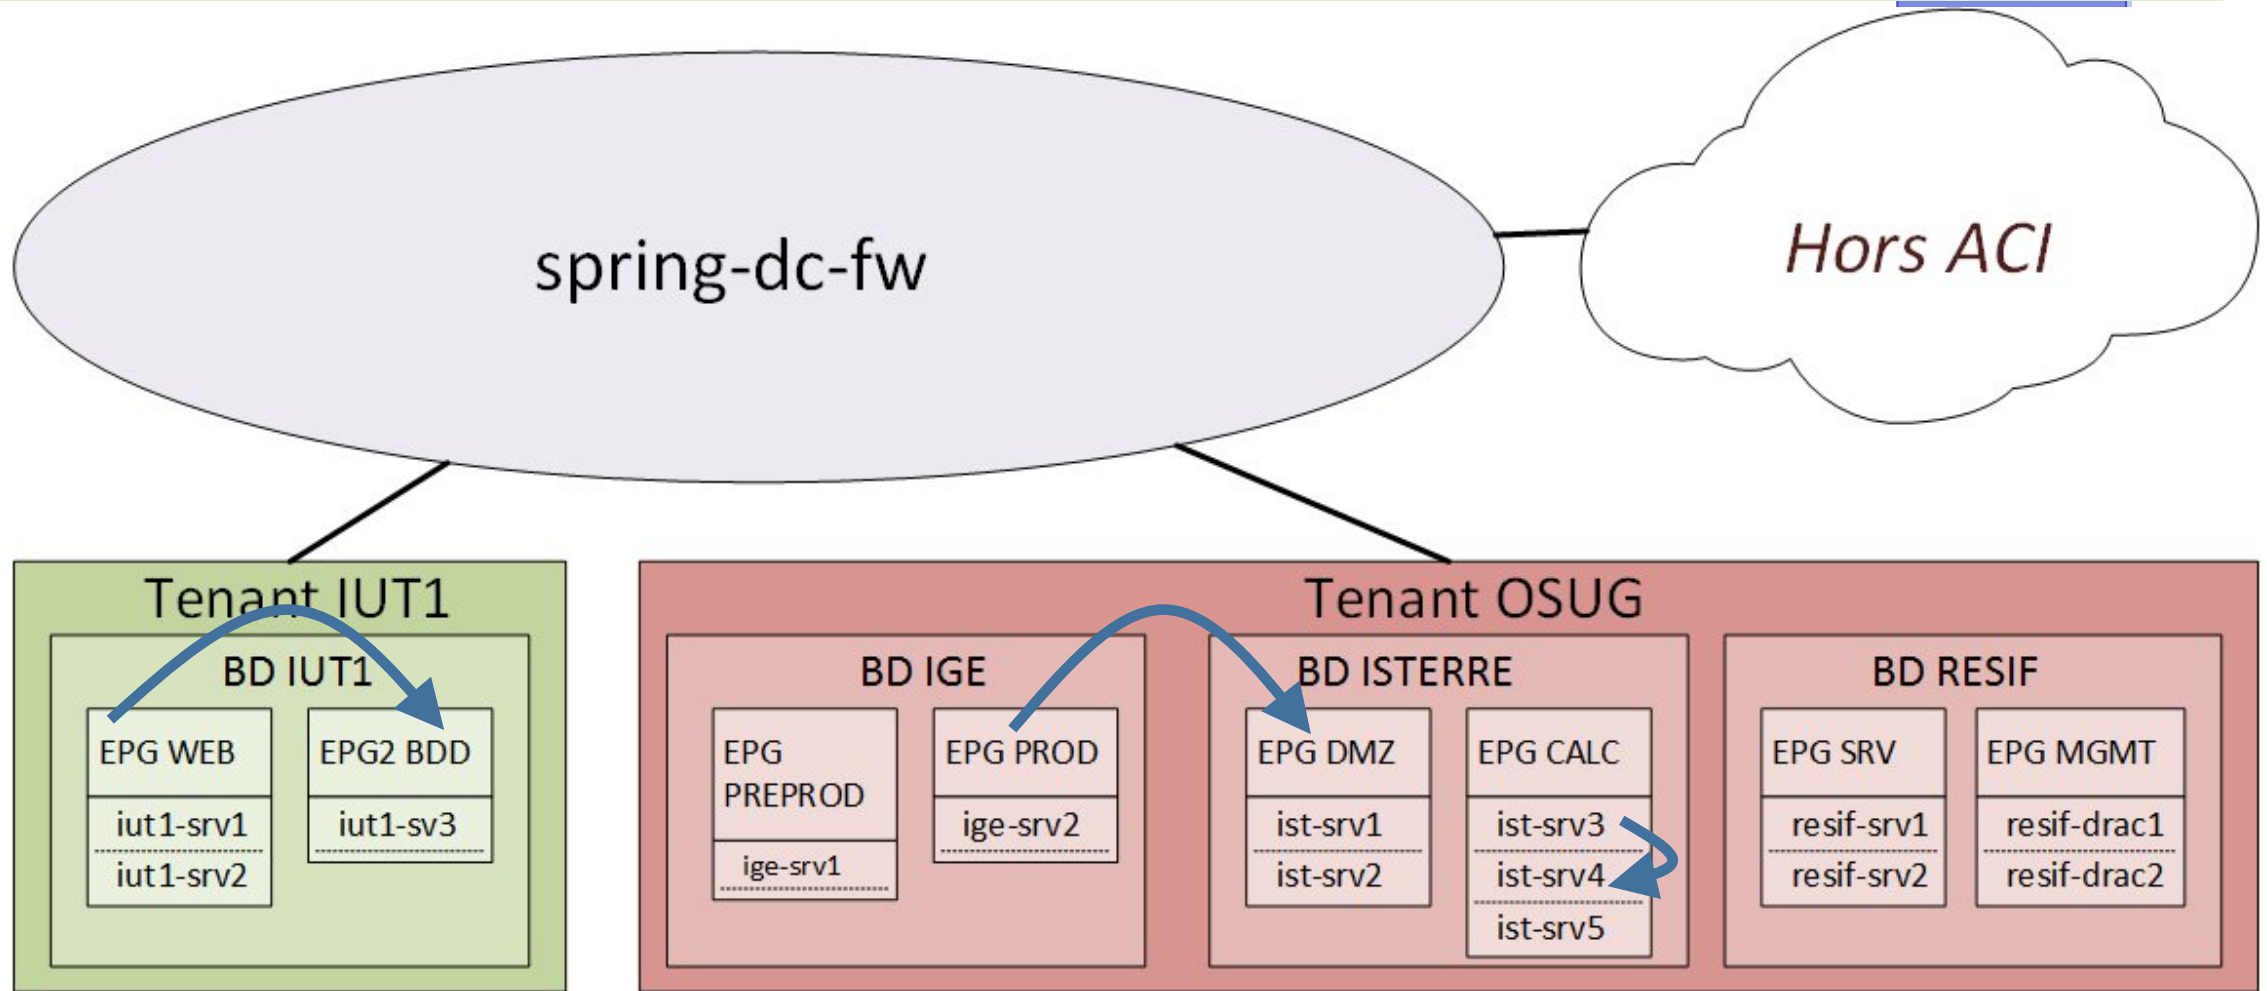 spring-dc-fw
Hors ACI
Tenant IUT1
BD IUT1
EPG WEB
iut1-srv1
iut1-srv2
EPG2 BDD
iut1-sv3
Tenant OSUG
BD IGE
EPG
PREPROD
ige-srv1
EPG PROD
ige-srv2
BD ISTERRE
EPG DMZ
ist-srv1
ist-srv2
EPG CALC
ist-srv3
ist-srv4
ist-srv5
BD RESIF
EPG SRV
resif-srv1
resif-srv2
EPG MGMT
resif-drac1
resif-drac2